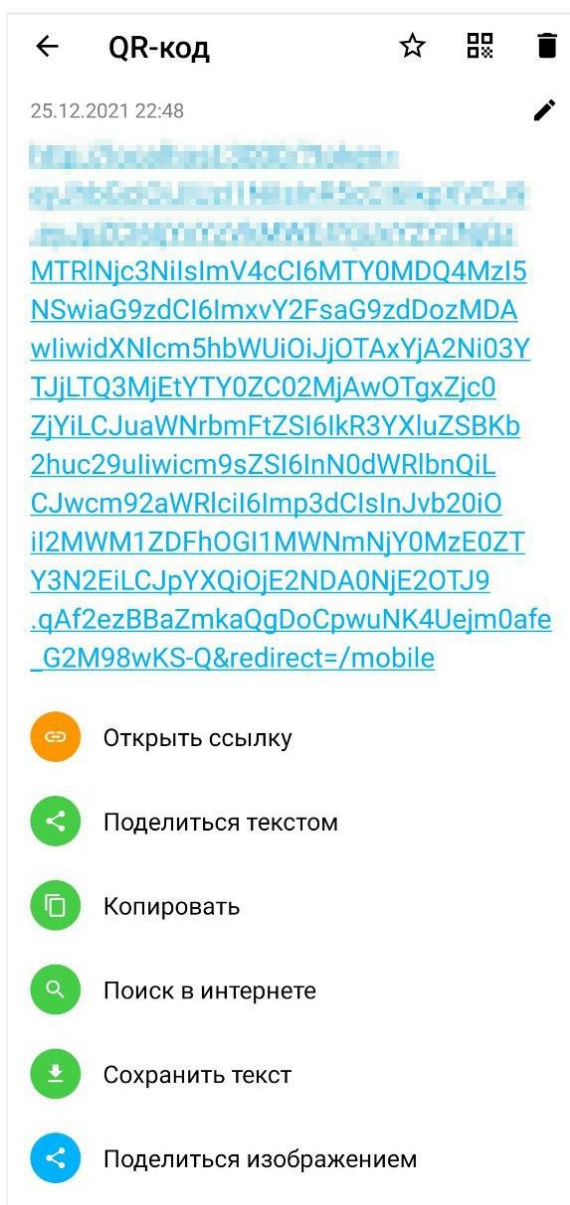 QR-код
25.12.2021 22:48
MTRlNjc3NiIsImV4cCI6MTY0MDQ4MzI5
NSwiaG9zdCI6ImxvY2FsaG9zdDozMDA
wIiwidXNlcm5hbWUiOiJjOTAxYjA2Ni03Y
TJjLTQ3MjEtYTY0ZC02MjAwOTgxZjc0
ZjYiLCJuaWNrbmFtZSI6IkR3YXluZSBKb
2huc29uIiwicm9sZSI6InN0dWRlbnQiL
CJwcm92aWRlciI6Imp3dCIsInJvb20iO
iI2MWM1ZDFhOGI1MWNmNjY0MzE0ZT
Y3N2EiLCJpYXQiOjE2NDA0NjE2OTJ9
.qAf2ezBBaZmkaQgDoCpwuNK4Uejm0afe
_G2M98wKS-Q&redirect=/mobile
Открыть ссылку
Поделиться текстом
Копировать
Поиск в интернете
Сохранить текст
Поделиться изображением